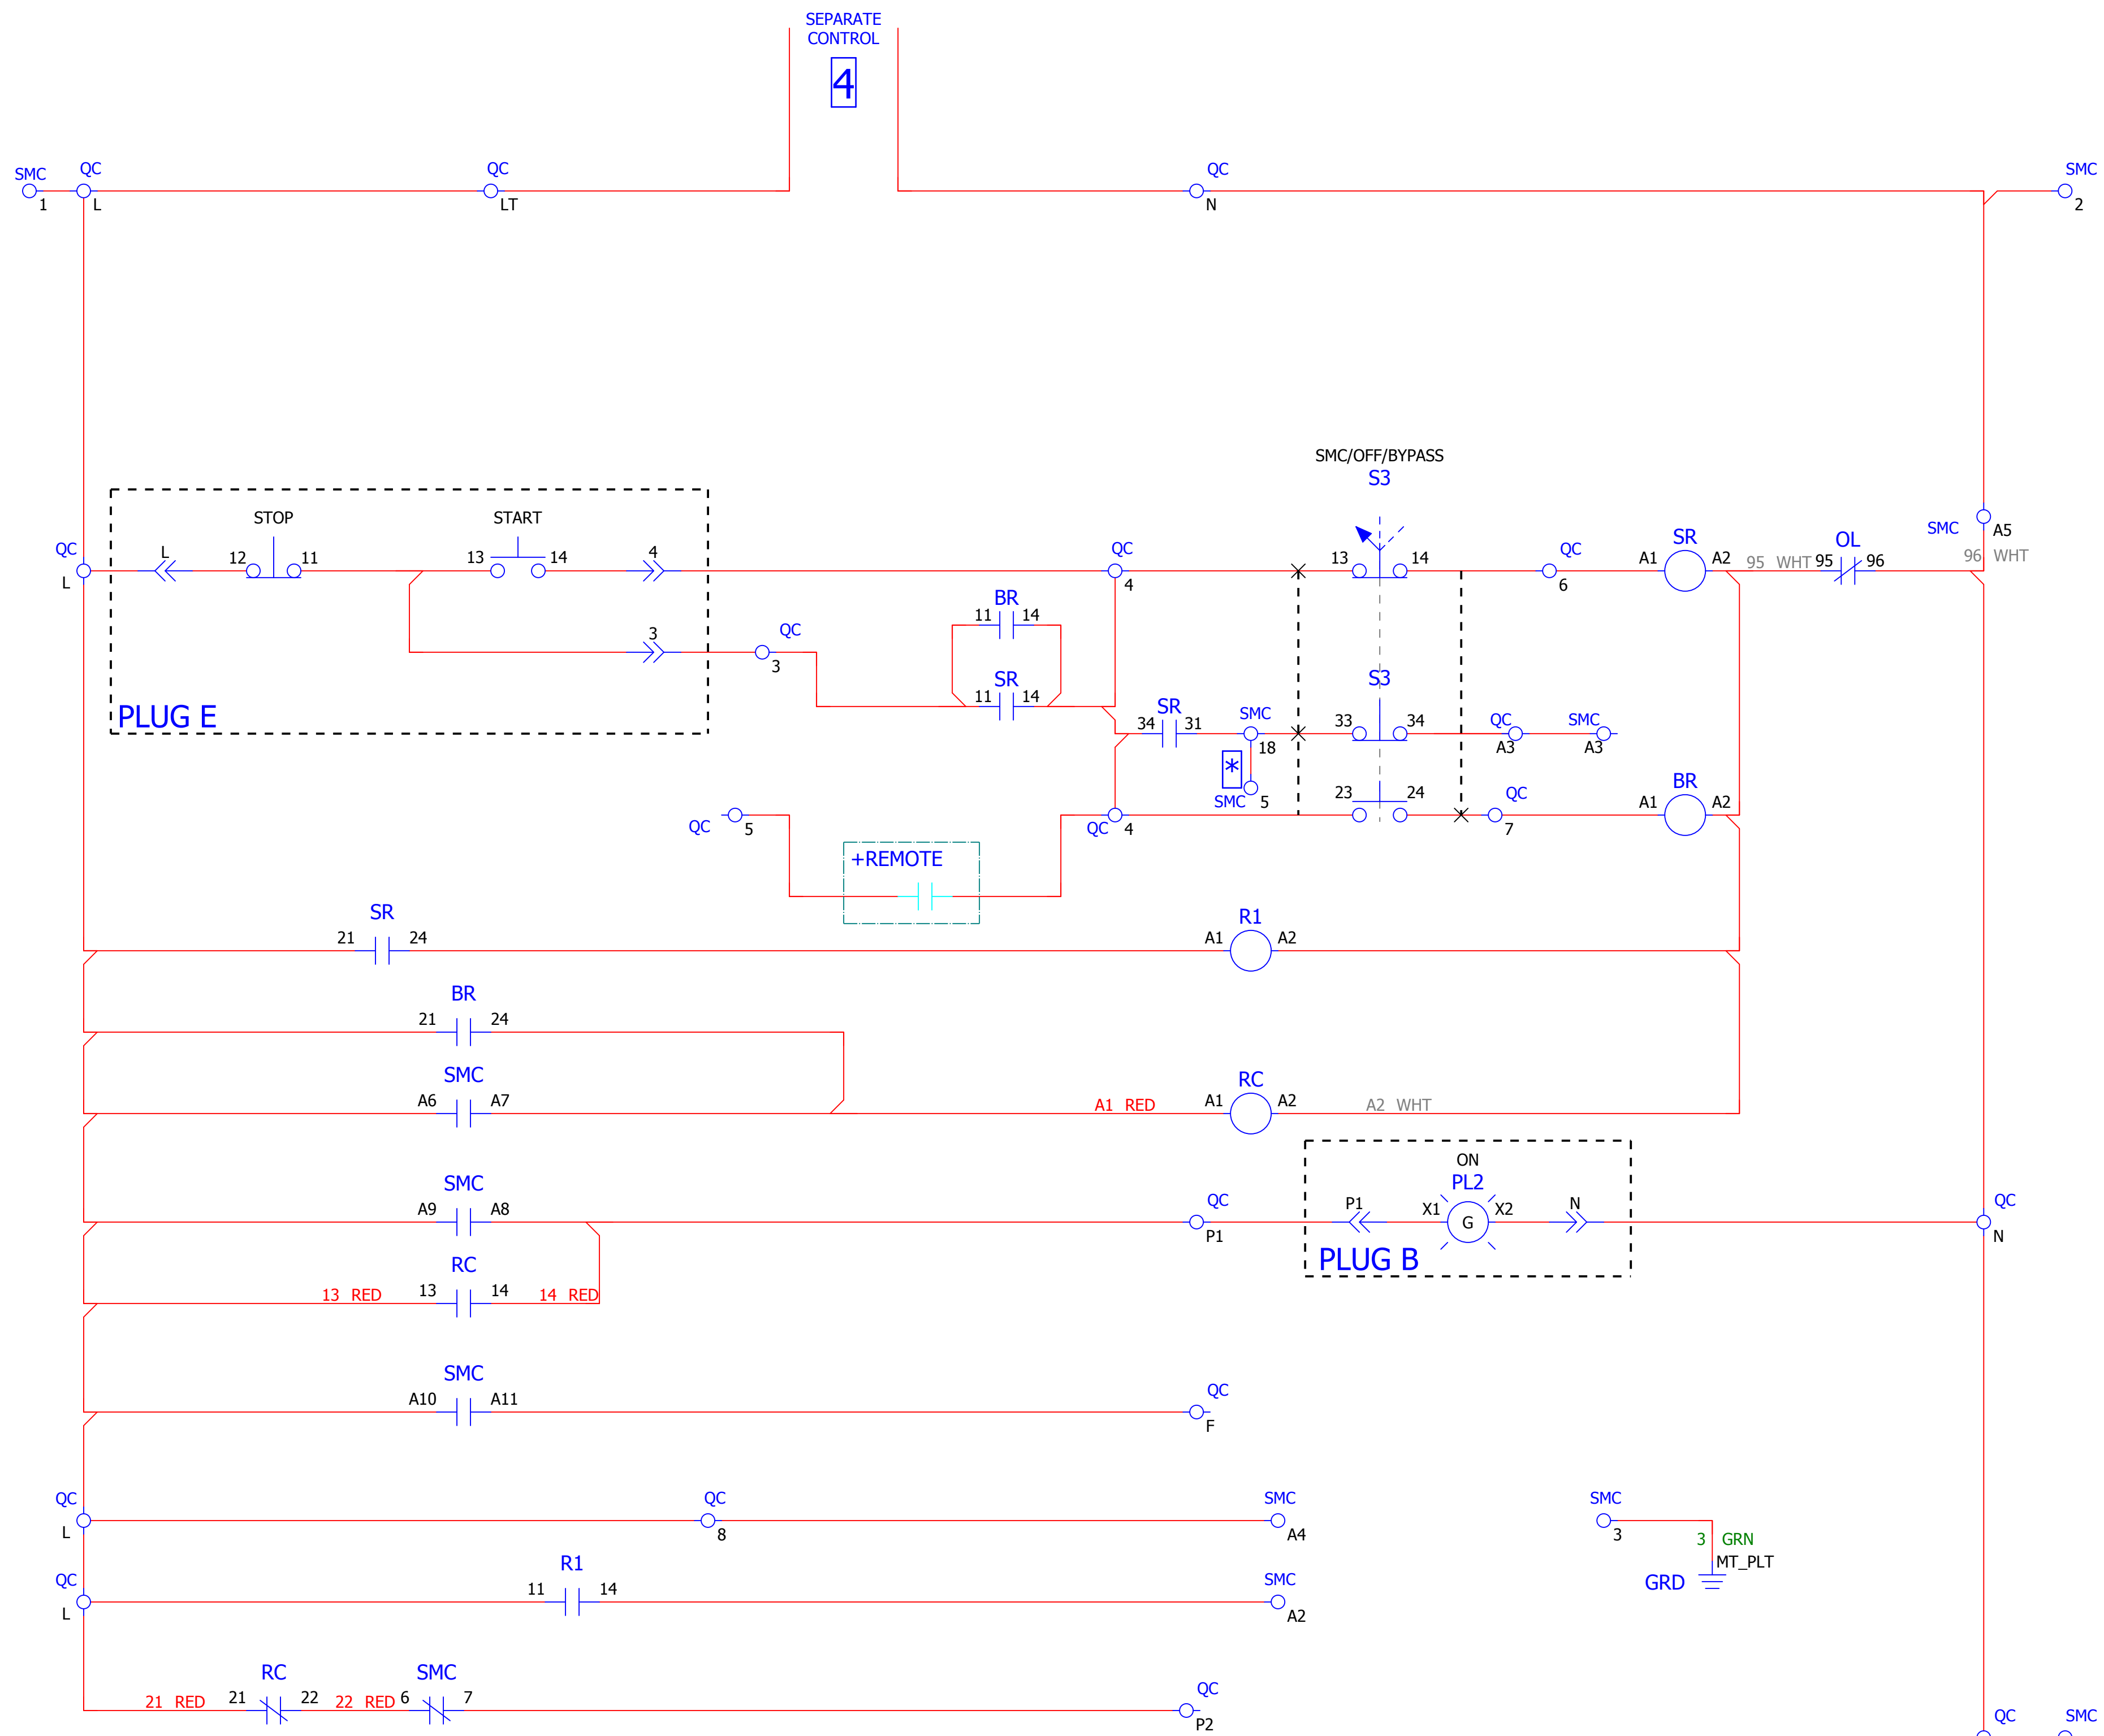 SEPARATE
CONTROL
4
SMC
QC
QC
QC
SMC
1
L
LT
N
2
SMC/OFF/BYPASS
S3
STOP
START
QC
L
L
12
11
13
14
4
QC
4
13
14
QC
6
A1
SR
A2
95 WHT
95
OL
96
SMC
A5
96 WHT
BR
11
14
3
QC
3
SR
11
14
S3
PLUG E
SR
34
31
SMC
18
33
34
QC
A3
SMC
A3
*
SMC
5
23
24
QC
7
BR
A1
A2
QC
5
QC
4
+REMOTE
SR
21
24
R1
A1
A2
BR
21
24
SMC
A6
A7
A1 RED
RC
A1
A2
A2 WHT
ON
PL2
SMC
A9
A8
QC
P1
P1
X1
G
X2
N
QC
N
PLUG B
RC
13 RED
13
14
14 RED
SMC
A10
A11
QC
F
QC
L
QC
8
SMC
A4
SMC
3
3 GRN
MT_PLT
GRD
QC
L
R1
11
14
SMC
A2
RC
SMC
21 RED
21
22
22 RED
6
7
QC
P2
QC
SMC